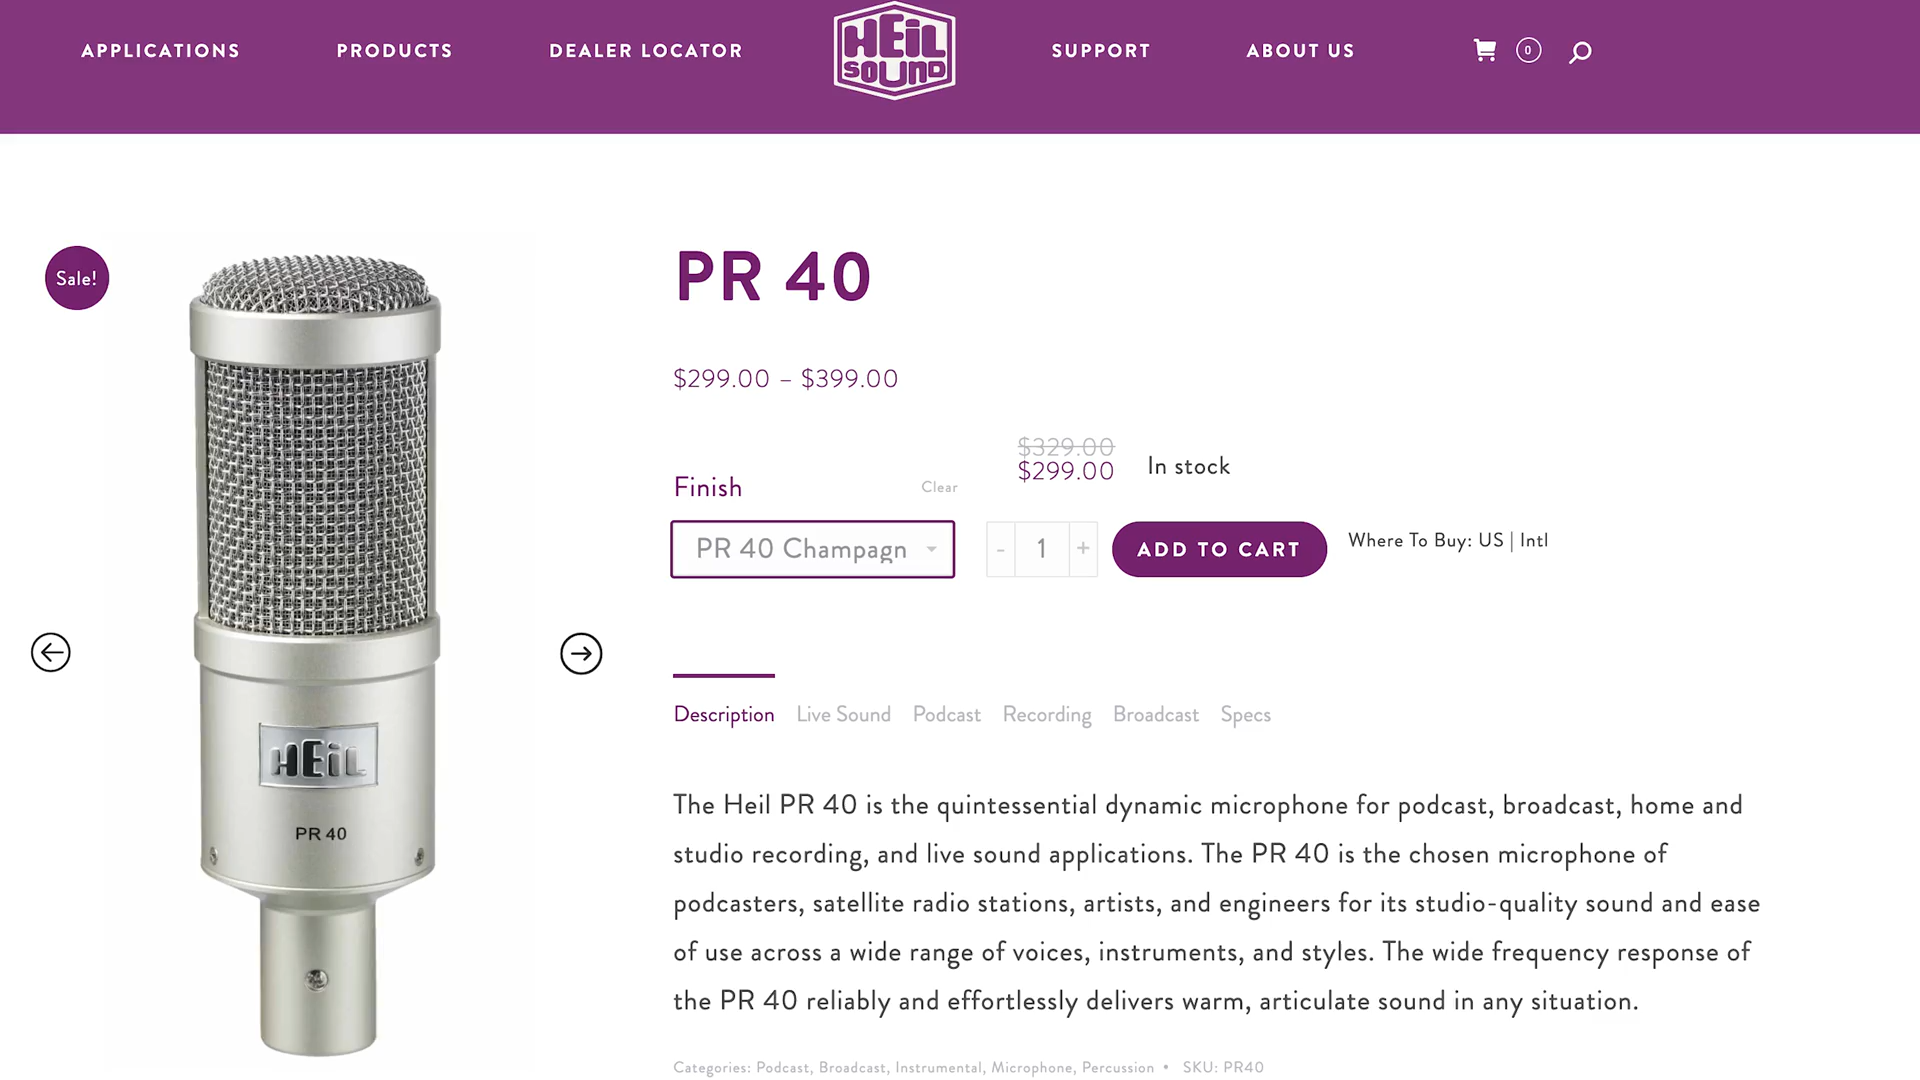 APPLICATIONS
PRODUCTS
DEALER LOCATOR
HEIL
SOUND
SUPPORT
ABOUT US
0
Sale!
PR 40
$299.00 – $399.00
$329.00
$299.00
In stock
Finish
Clear
PR 40 Champagn
- 1 +
ADD TO CART
Where To Buy: US | Intl
Description
Live Sound
Podcast
Recording
Broadcast
Specs
HEIL
PR 40
The Heil PR 40 is the quintessential dynamic microphone for podcast, broadcast, home and
studio recording, and live sound applications. The PR 40 is the chosen microphone of
podcasters, satellite radio stations, artists, and engineers for its studio-quality sound and ease
of use across a wide range of voices, instruments, and styles. The wide frequency response of
the PR 40 reliably and effortlessly delivers warm, articulate sound in any situation.
Categories: Podcast, Broadcast, Instrumental, Microphone, Percussion • SKU: PR40